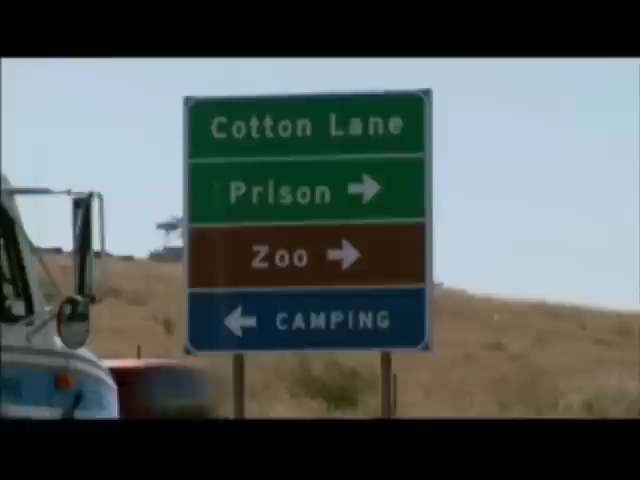 Cotton Lane
Prison →
Zoo →
← CAMPING